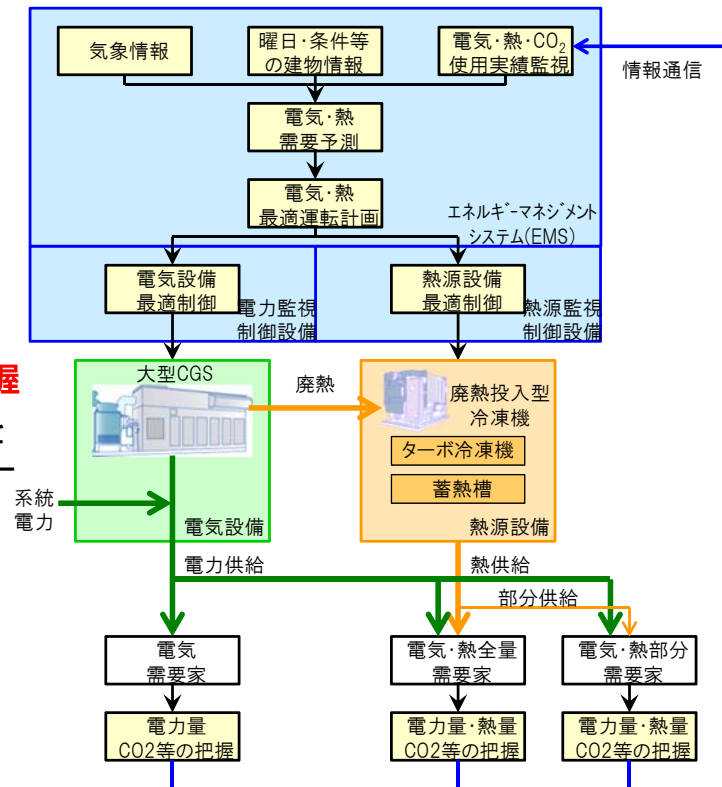 気象情報
曜日・条件等
の建物情報
電気・熱・CO2
使用実績監視
情報通信
電気・熱
需要予測
電気・熱
最適運転計画
エネルギーマネジメント
システム(EMS)
電気設備
最適制御
電力監視
制御設備
熱源設備
最適制御
熱源監視
制御設備
握
大型CGS
廃熱
廃熱投入型
冷凍機
ターボ冷凍機
蓄熱槽
系統
電力
電気設備
熱源設備
電力供給
熱供給
部分供給
電気
需要家
電気・熱全量
需要家
電気・熱部分
需要家
電力量
CO2等の把握
電力量・熱量
CO2等の把握
電力量・熱量
CO2等の把握